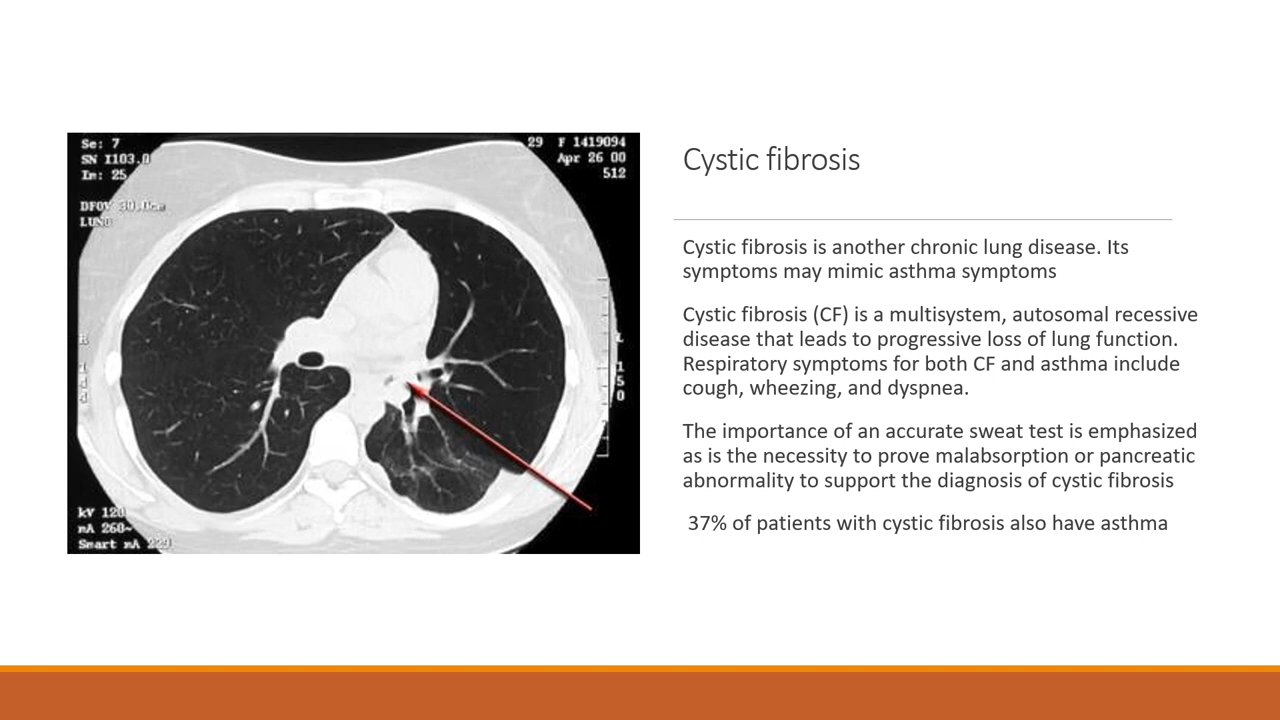 Se: 7
SN I103.0
Im: 25
DFOV 30.0cm
LUNG
29 F 1419094
Apr 26 00
512
R
L
1
5
0
kV 120
mA 260~
Smart mA
Cystic fibrosis
Cystic fibrosis is another chronic lung disease. Its
symptoms may mimic asthma symptoms
Cystic fibrosis (CF) is a multisystem, autosomal recessive
disease that leads to progressive loss of lung function.
Respiratory symptoms for both CF and asthma include
cough, wheezing, and dyspnea.
The importance of an accurate sweat test is emphasized
as is the necessity to prove malabsorption or pancreatic
abnormality to support the diagnosis of cystic fibrosis
37% of patients with cystic fibrosis also have asthma